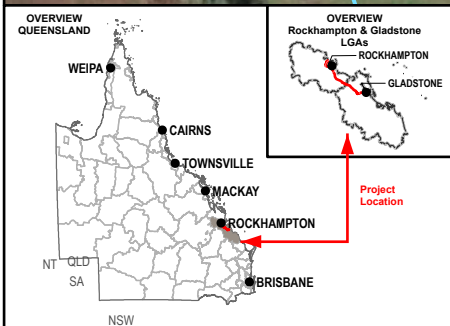 OVERVIEW
QUEENSLAND
WEIPA
CAIRNS
TOWNSVILLE
MACKAY
ROCKHAMPTON
BRISBANE
NT
QLD
SA
NSW
OVERVIEW
Rockhampton & Gladstone
LGAs
ROCKHAMPTON
GLADSTONE
Project
Location